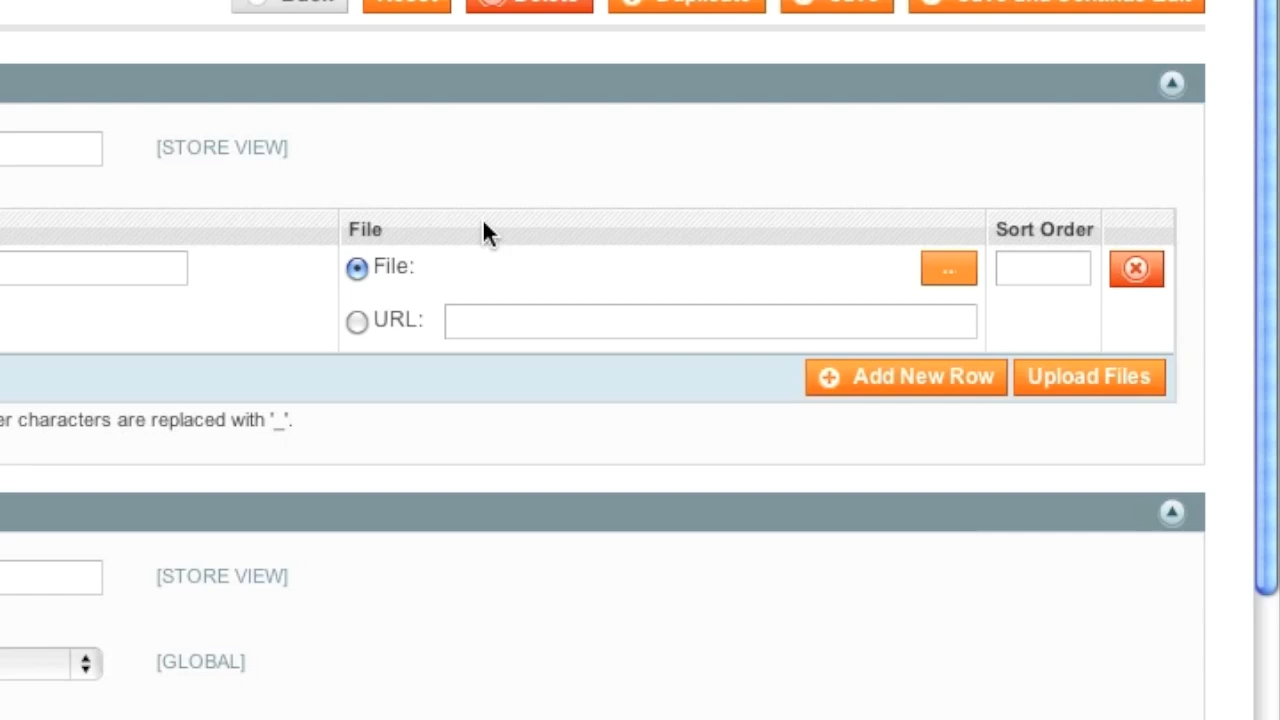 [STORE VIEW]
File Sort Order
File: ...
URL:
Add New Row Upload Files
characters are replaced with '_'.
[STORE VIEW]
[GLOBAL]